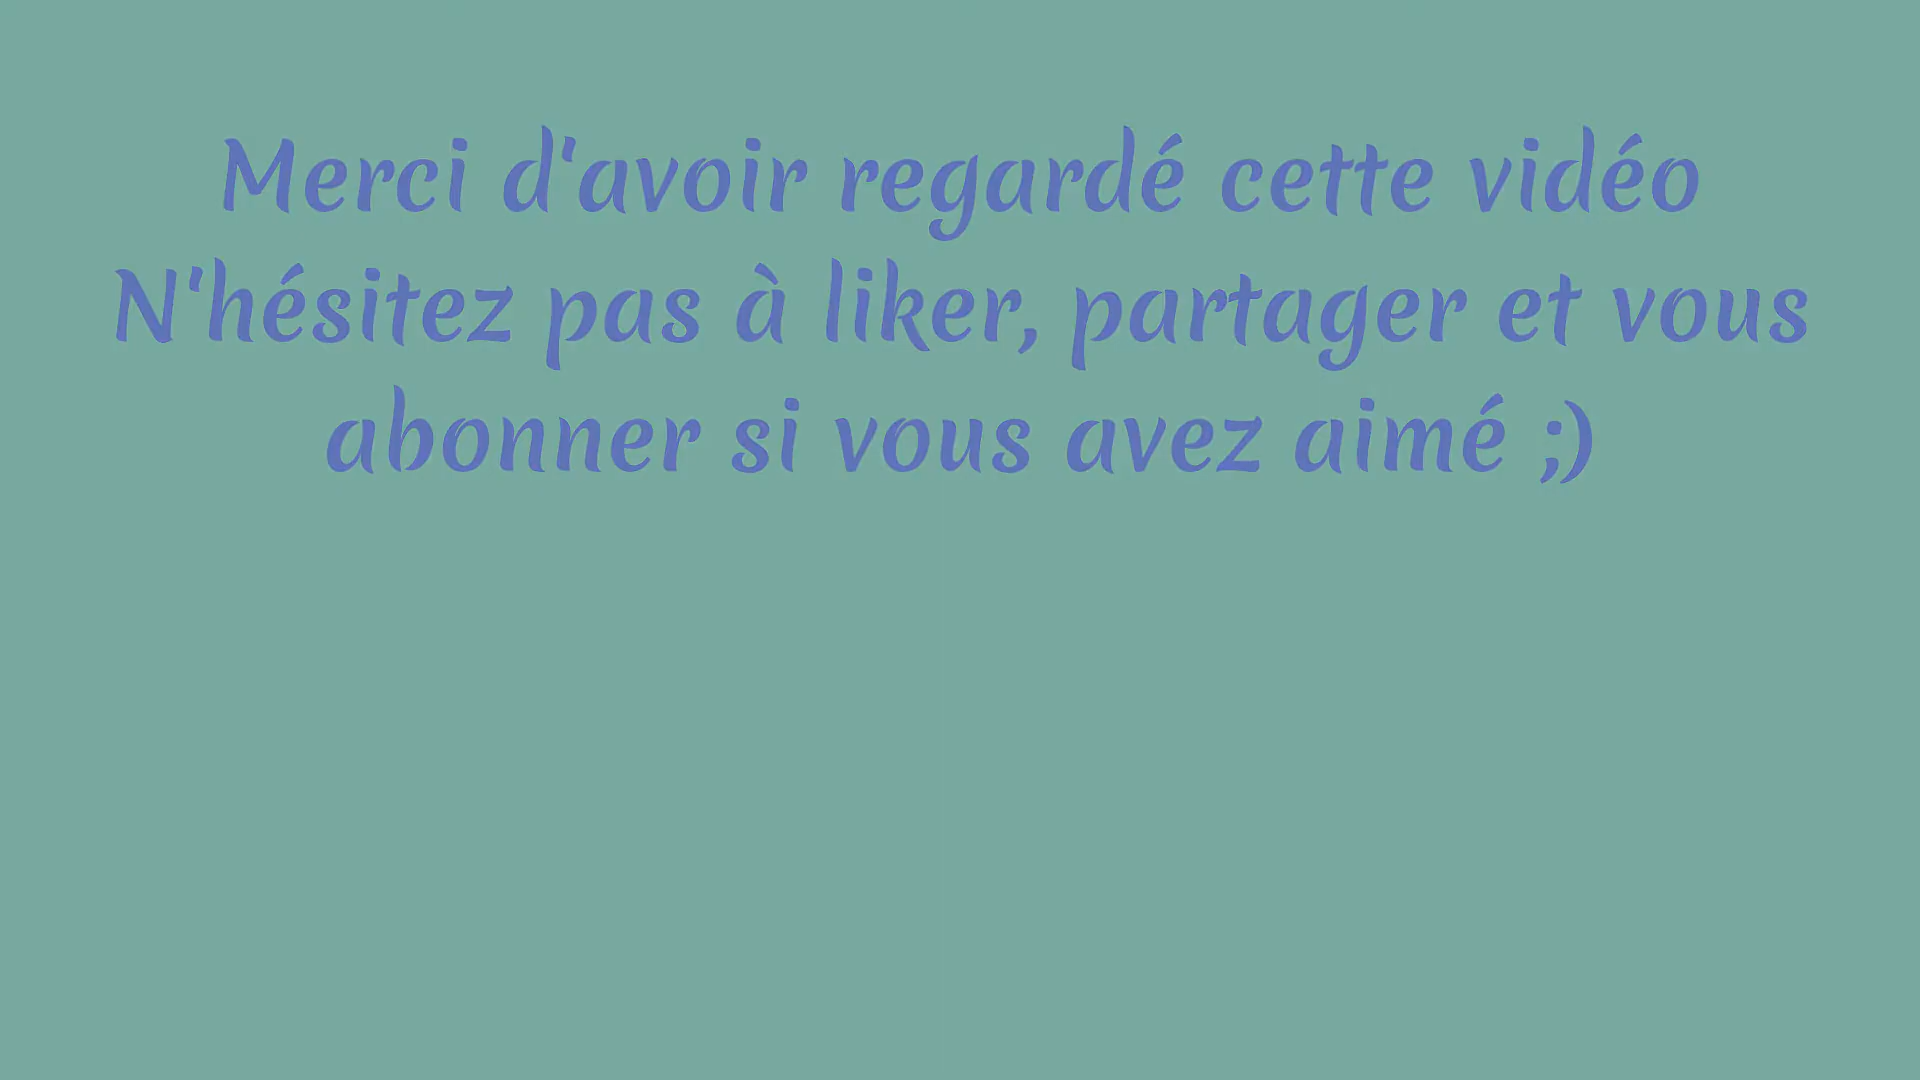 Merci d'avoir regardé cette vidéo
N'hésitez pas à liker, partager et vous
abonner si vous avez aimé ;)